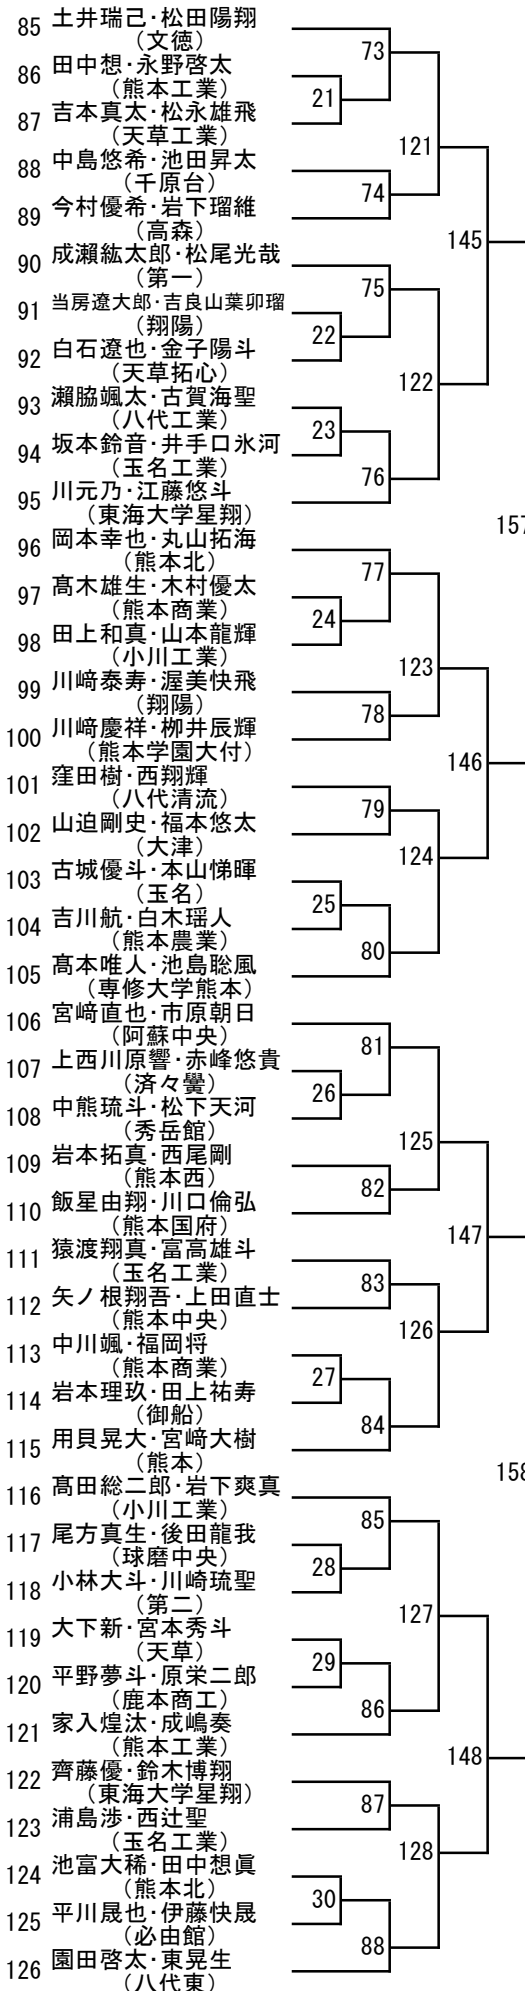 85 土井瑞己･松田陽翔
（文徳）
73
86 田中想･永野啓太
（熊本工業）
21
87 吉本真太･松永雄飛
（天草工業）
121
88 中島悠希･池田昇太
（千原台）
74
89 今村優希･岩下瑠維
（高森）
145
90 成瀬紘太郎･松尾光哉
（第一）
75
91 当房遼大郎･吉良山葉卯瑠
（翔陽）
22
92 白石遼也･金子陽斗
（天草拓心）
122
93 瀬脇颯太･古賀海聖
（八代工業）
23
94 坂本鈴音･井手口氷河
（玉名工業）
76
95 川元乃･江藤悠斗
（東海大学星翔）
157
96 岡本幸也･丸山拓海
（熊本北）
77
97 髙木雄生･木村優太
（熊本商業）
24
98 田上和真･山本龍輝
（小川工業）
123
99 川﨑泰寿･渥美快飛
（翔陽）
78
100 川﨑慶祥･栁井辰輝
（熊本学園大付）
146
101 窪田樹･西翔輝
（八代清流）
79
102 山迫剛史･福本悠太
（大津）
124
103 古城優斗･本山悌暉
（玉名）
25
104 吉川航･白木瑶人
（熊本農業）
80
105 髙本唯人･池島聡風
（専修大学熊本）
106 宮﨑直也･市原朝日
（阿蘇中央）
81
107 上西川原響･赤峰悠貴
（済々黌）
26
108 中熊琉斗･松下天河
（秀岳館）
125
109 岩本拓真･西尾剛
（熊本西）
82
110 飯星由翔･川口倫弘
（熊本国府）
147
111 猿渡翔真･富高雄斗
（玉名工業）
83
112 矢ノ根翔吾･上田直士
（熊本中央）
126
113 中川颯･福岡将
（熊本商業）
27
114 岩本理玖･田上祐寿
（御船）
84
115 用貝晃大･宮﨑大樹
（熊本）
158
116 髙田総二郎･岩下爽真
（小川工業）
85
117 尾方真生･後田龍我
（球磨中央）
28
118 小林大斗･川崎琉聖
（第二）
127
119 大下新･宮本秀斗
（天草）
29
120 平野夢斗･原栄二郎
（鹿本商工）
86
121 家入煌汰･成嶋奏
（熊本工業）
148
122 齊藤優･鈴木博翔
（東海大学星翔）
87
123 浦島渉･西辻聖
（玉名工業）
128
124 池富大稀･田中想眞
（熊本北）
30
125 平川晟也･伊藤快晟
（必由館）
88
126 園田啓太･東晃生
（八代東）